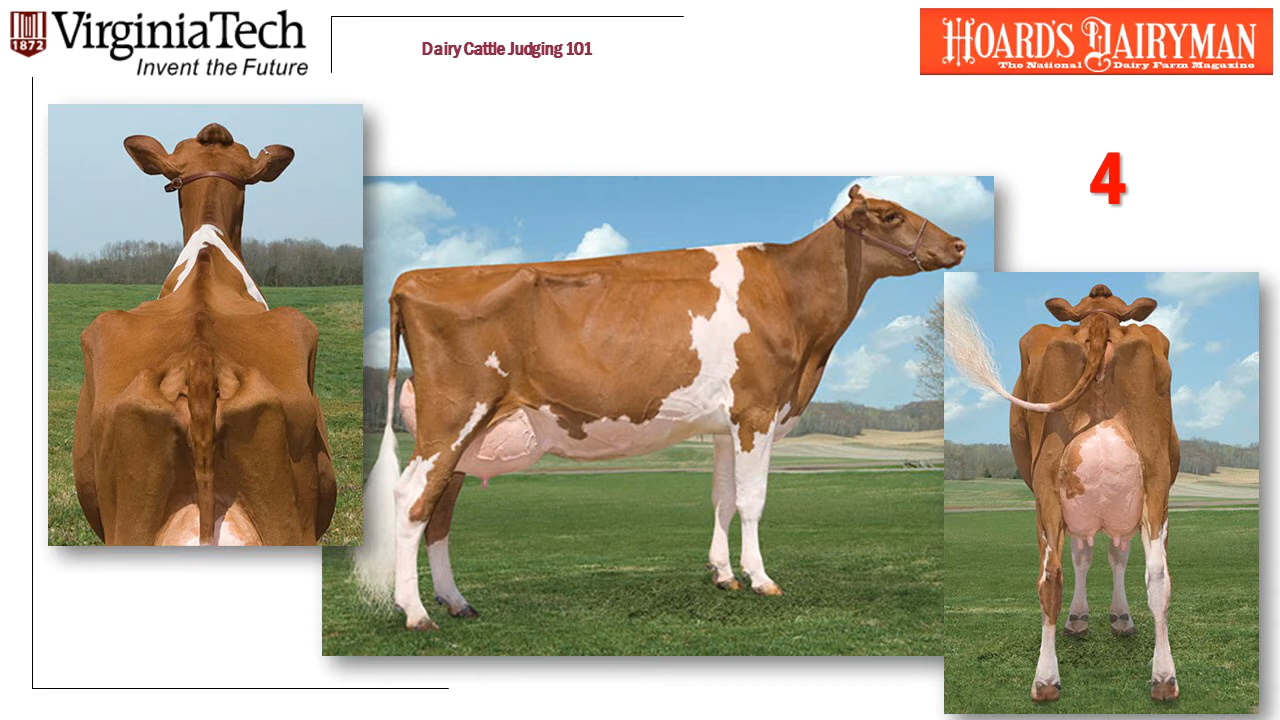 1872
VirginiaTech
Invent the Future
Dairy Cattle Judging 101
HOARD'S DAIRYMAN
The National Dairy Farm Magazine
4